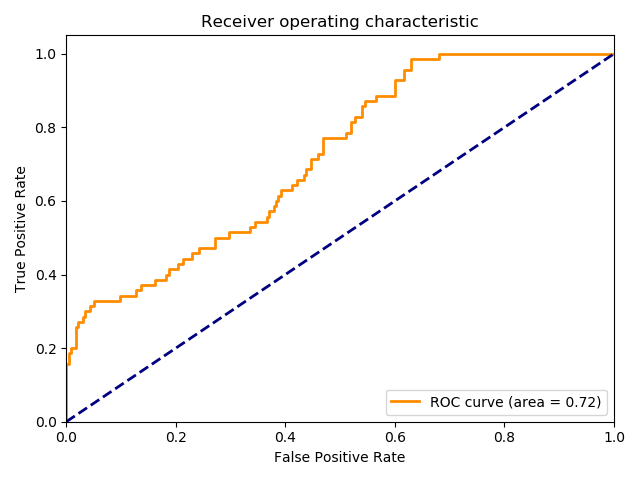 Receiver operating characteristic
1.0
0.8
0.6
0.4
0.2
0.0
True Positive Rate
ROC curve (area = 0.72)
0.0 0.2 0.4 0.6 0.8 1.0
False Positive Rate